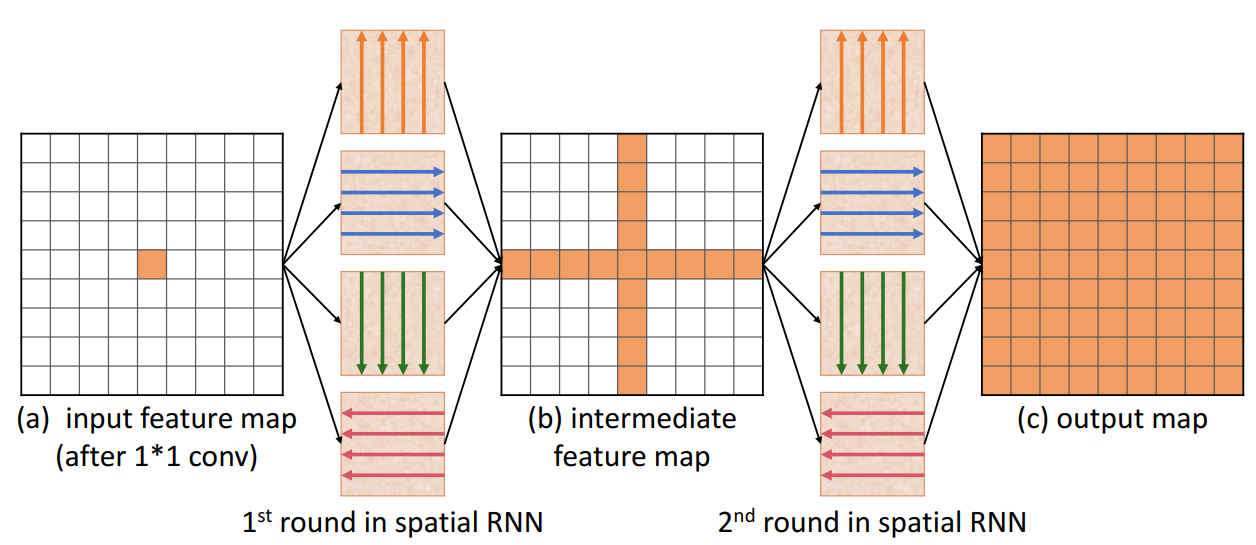 (a) input feature map
(after 1*1 conv)
1st round in spatial RNN
(b) intermediate
feature map
2nd round in spatial RNN
(c) output map